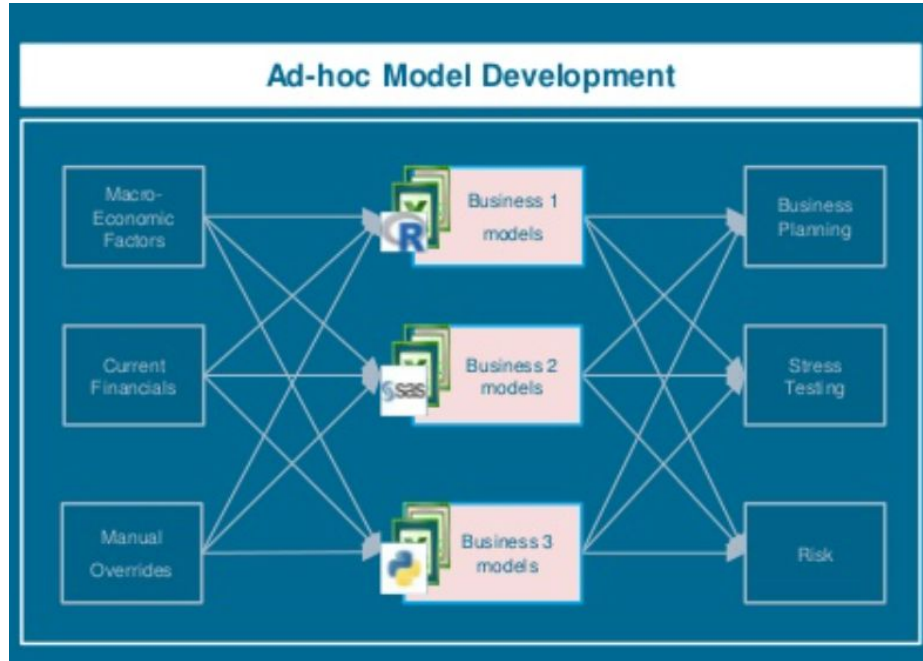 Ad-hoc Model Development
Macro-
Economic
Factors
Business 1
models
Business
Planning
Current
Financials
Business 2
models
Stress
Testing
Manual
Overrides
Business 3
models
Risk
R
sas